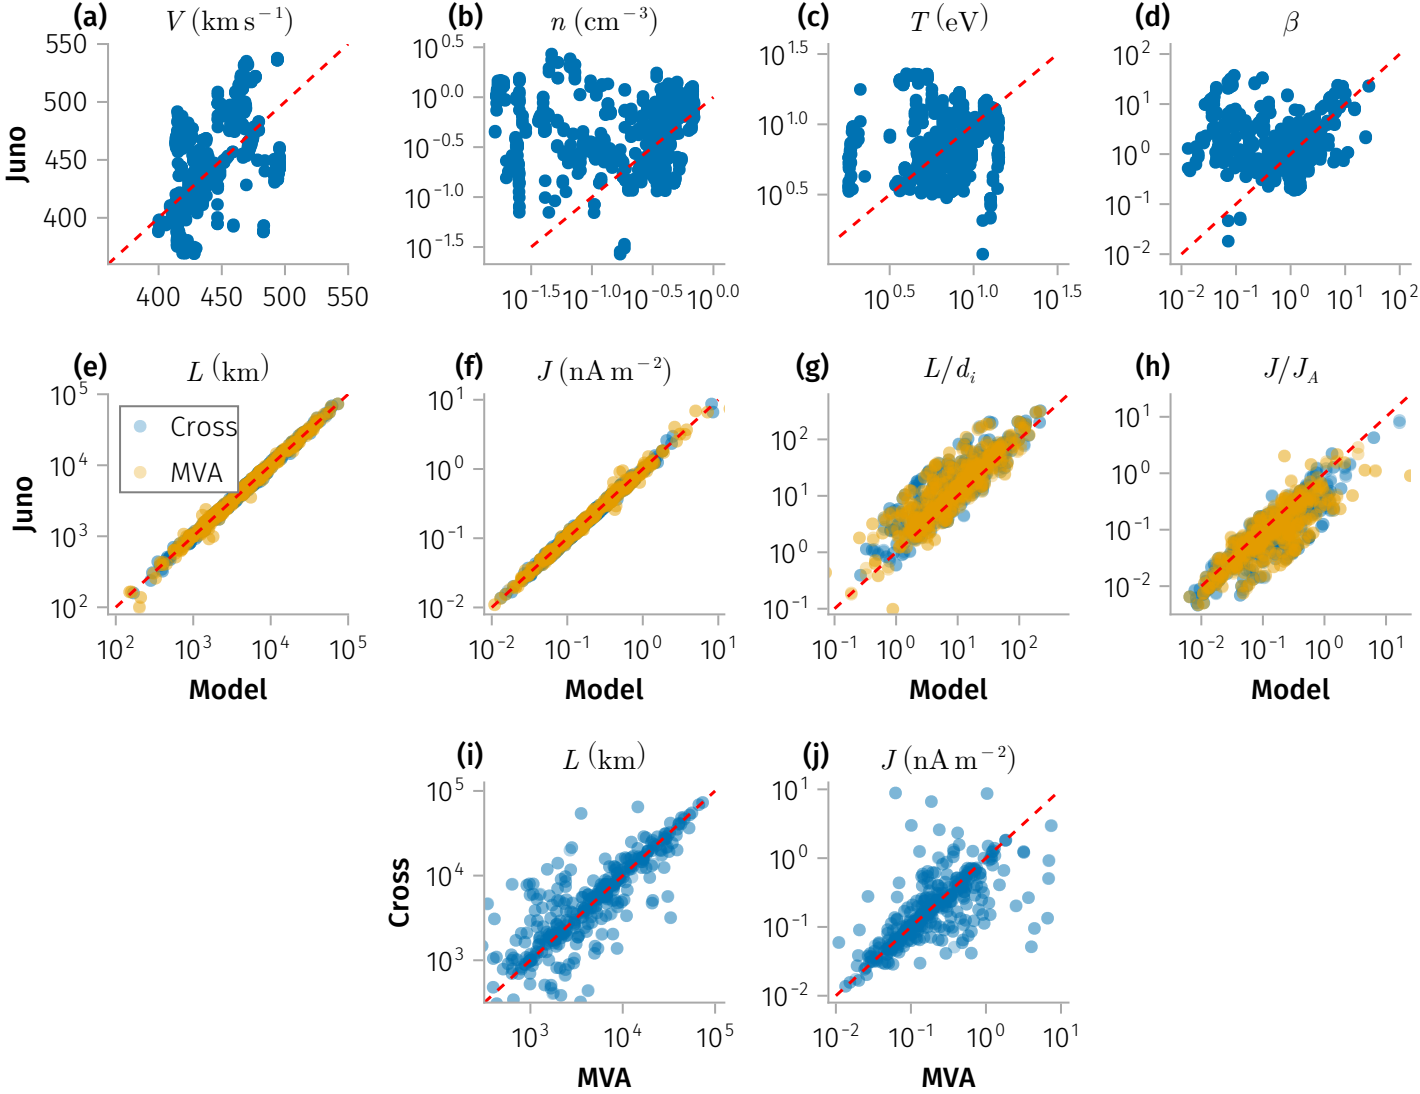 (a) V (km s⁻¹)
(b) n (cm⁻³)
(c) T (eV)
(d) β
Juno
550
500
450
400
400 450 500 550
10^0.5
10^0.0
10^−0.5
10^−1.0
10^−1.5
10^−1.5 10^−1.0 10^−0.5 10^0.0
10^1.5
10^1.0
10^0.5
10^0.5 10^1.0 10^1.5
10²
10¹
10⁰
10⁻¹
10⁻²
10⁻² 10⁻¹ 10⁰ 10¹ 10²
(e) L (km)
(f) J (nA m⁻²)
(g) L/dᵢ
(h) J/J_A
Juno
10⁵
10⁴
10³
10²
Cross
MVA
10² 10³ 10⁴ 10⁵
Model
10¹
10⁰
10⁻¹
10⁻²
10⁻² 10⁻¹ 10⁰ 10¹
Model
10²
10¹
10⁰
10⁻¹
10⁻¹ 10⁰ 10¹ 10²
Model
10¹
10⁰
10⁻¹
10⁻²
10⁻² 10⁻¹ 10⁰ 10¹
Model
(i) L (km)
(j) J (nA m⁻²)
Cross
10⁵
10⁴
10³
10³ 10⁴ 10⁵
MVA
10¹
10⁰
10⁻¹
10⁻²
10⁻² 10⁻¹ 10⁰ 10¹
MVA